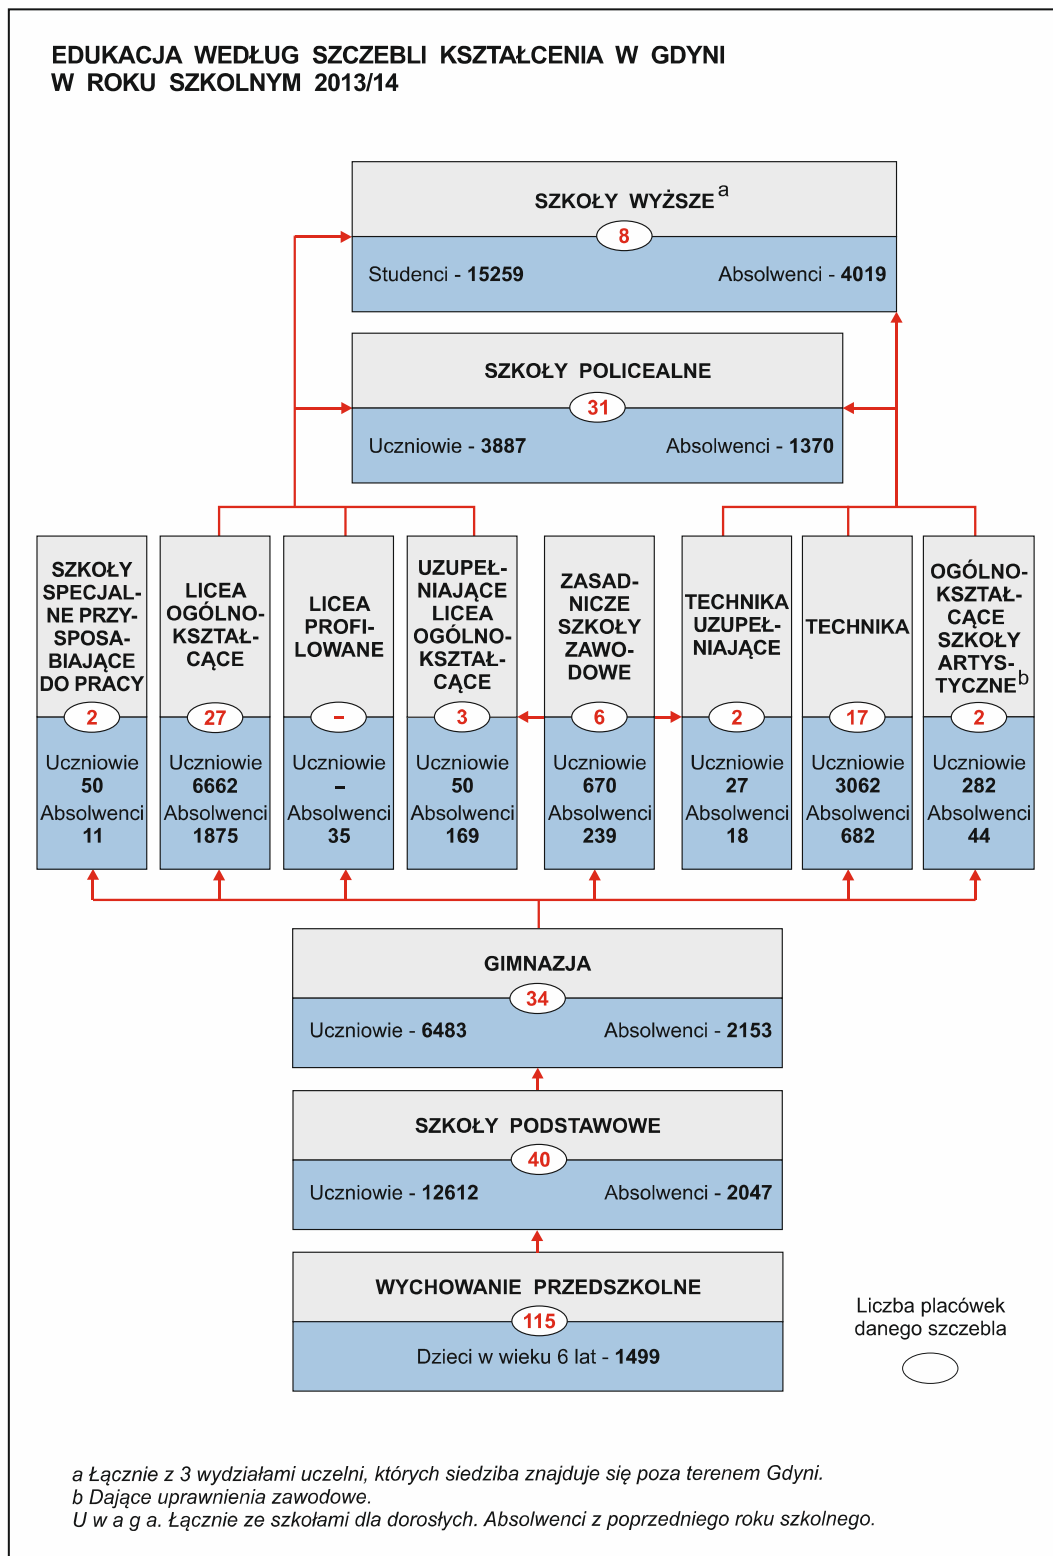 EDUKACJA WEDŁUG SZCZEBLI KSZTAŁCENIA W GDYNI
W ROKU SZKOLNYM 2013/14
SZKOŁY WYŻSZE a
8
Studenci - 15259 Absolwenci - 4019
SZKOŁY POLICEALNE
31
Uczniowie - 3887 Absolwenci - 1370
SZKOŁY
SPECJAL-
NE PRZY-
SPOSA-
BIAJĄCE
DO PRACY
2
Uczniowie
50
Absolwenci
11
LICEA
OGÓLNO-
KSZTAŁ-
CĄCE
27
Uczniowie
6662
Absolwenci
1875
LICEA
PROFI-
LOWANE
–
Uczniowie
–
Absolwenci
35
UZUPEŁ-
NIAJĄCE
LICEA
OGÓLNO-
KSZTAŁ-
CĄCE
3
Uczniowie
50
Absolwenci
169
ZASAD-
NICZE
SZKOŁY
ZAWO-
DOWE
6
Uczniowie
670
Absolwenci
239
TECHNIKA
UZUPEŁ-
NIAJĄCE
2
Uczniowie
27
Absolwenci
18
TECHNIKA
17
Uczniowie
3062
Absolwenci
682
OGÓLNO-
KSZTAŁ-
CĄCE
SZKOŁY
ARTYS-
TYCZNE b
2
Uczniowie
282
Absolwenci
44
GIMNAZJA
34
Uczniowie - 6483 Absolwenci - 2153
SZKOŁY PODSTAWOWE
40
Uczniowie - 12612 Absolwenci - 2047
WYCHOWANIE PRZEDSZKOLNE
115
Dzieci w wieku 6 lat - 1499
Liczba placówek
danego szczebla
a Łącznie z 3 wydziałami uczelni, których siedziba znajduje się poza terenem Gdyni.
b Dające uprawnienia zawodowe.
U w a g a. Łącznie ze szkołami dla dorosłych. Absolwenci z poprzedniego roku szkolnego.